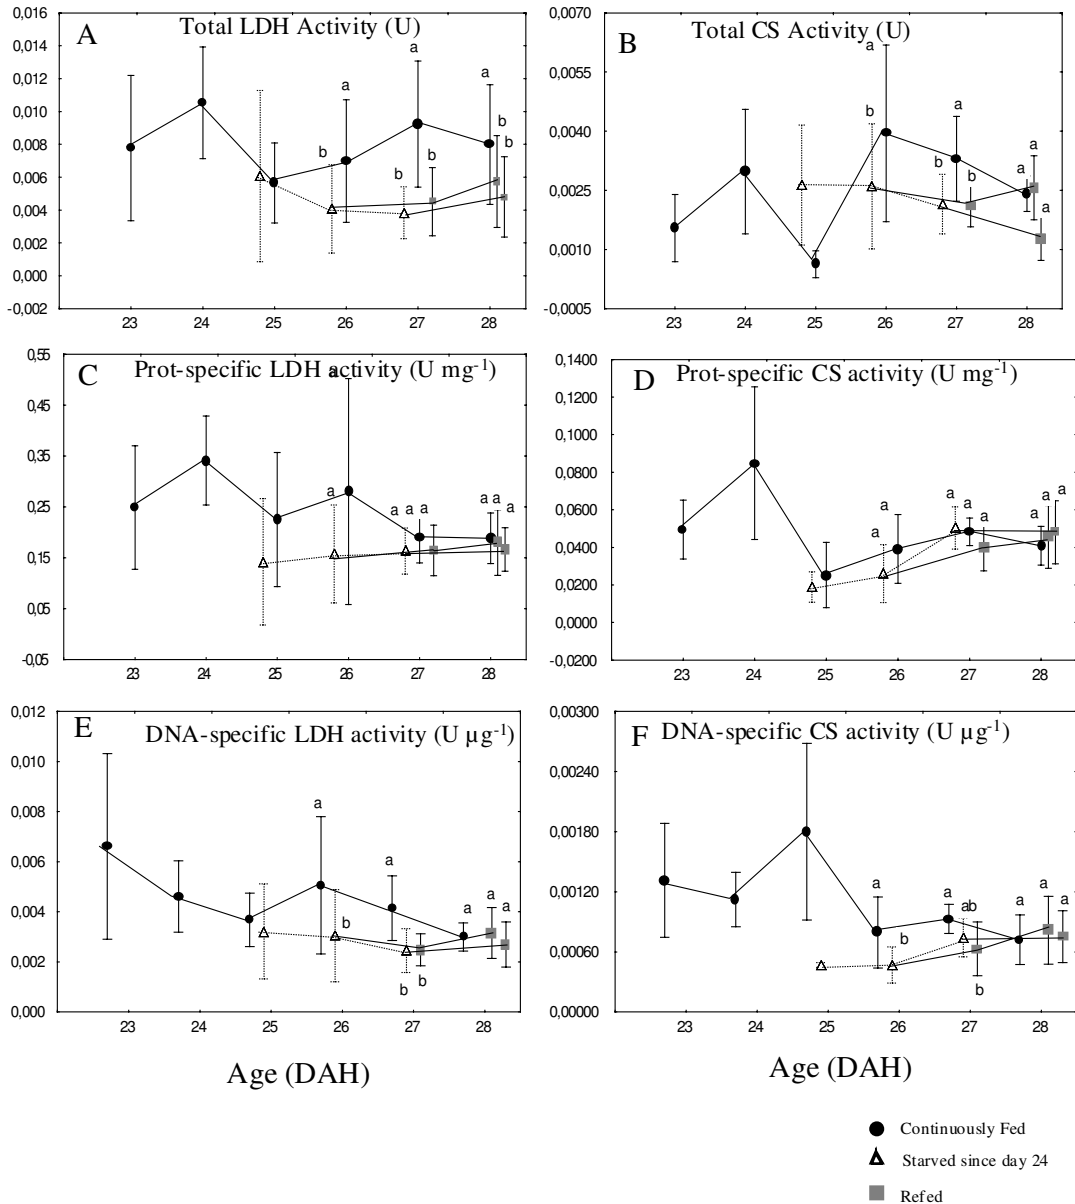 A Total LDH Activity (U)
0,016
0,014
0,012
0,010
0,008
0,006
0,004
0,002
0,000
-0,002
a
a
a
b
b
b
b
b
23 24 25 26 27 28
B Total CS Activity (U)
0,0070
0,0055
0,0040
0,0025
0,0010
-0,0005
a
a
b
b
b
a
a
a
23 24 25 26 27 28
C Prot-specific LDH activity (U mg-1)
0,55
0,45
0,35
0,25
0,15
0,05
-0,05
a
a
a a a
a a a
23 24 25 26 27 28
D Prot-specific CS activity (U mg-1)
0,1400
0,1200
0,1000
0,0800
0,0600
0,0400
0,0200
0,0000
-0,0200
a
a
a
a
a
a
a
a
23 24 25 26 27 28
E DNA-specific LDH activity (U µg-1)
0,012
0,010
0,008
0,006
0,004
0,002
0,000
a
a
b
b
b
a
a
a
23 24 25 26 27 28
F DNA-specific CS activity (U µg-1)
0,00300
0,00240
0,00180
0,00120
0,00060
0,00000
a
a
ab
b
b
a
a
a
23 24 25 26 27 28
Age (DAH)
Age (DAH)
Continuously Fed
Starved since day 24
Refed